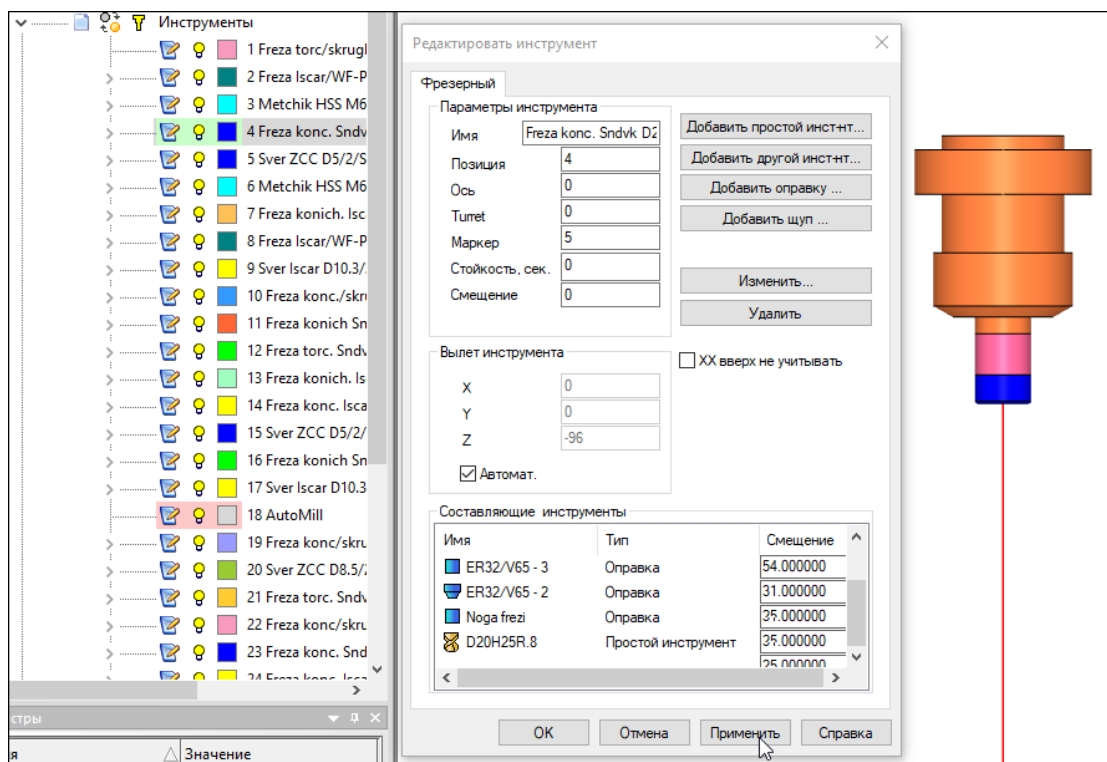 Инструменты
1 Freza torc/skrugl
2 Freza Iscar/WF-P
3 Metchik HSS M6
4 Freza konc. Sndv
5 Sver ZCC D5/2/S
6 Metchik HSS M6
7 Freza konich. Isc
8 Freza Iscar/WF-P
9 Sver Iscar D10.3/
10 Freza konc./skru
11 Freza konich Sn
12 Freza torc. Sndv
13 Freza konich. Is
14 Freza konc. Isca
15 Sver ZCC D5/2/
16 Freza konich Sn
17 Sver Iscar D10.3
18 AutoMill
19 Freza konc/skru
20 Sver ZCC D8.5/
21 Freza torc. Sndv
22 Freza konc/skru
23 Freza konc. Snd
24 Freza konc. Isca
стры
я Значение
Редактировать инструмент
Фрезерный
Параметры инструмента
Имя Freza konc. Sndvk D2
Позиция 4
Ось 0
Turret 0
Маркер 5
Стойкость, сек. 0
Смещение 0
Добавить простой инст-нт...
Добавить другой инст-нт...
Добавить оправку ...
Добавить щуп ...
Изменить...
Удалить
Вылет инструмента
X 0
Y 0
Z -96
Автомат.
ХХ вверх не учитывать
Составляющие инструменты
Имя Тип Смещение
ER32/V65 - 3 Оправка 54.000000
ER32/V65 - 2 Оправка 31.000000
Noga frezi Оправка 35.000000
D20H25R.8 Простой инструмент 35.000000
25.000000
OK Отмена Применить Справка